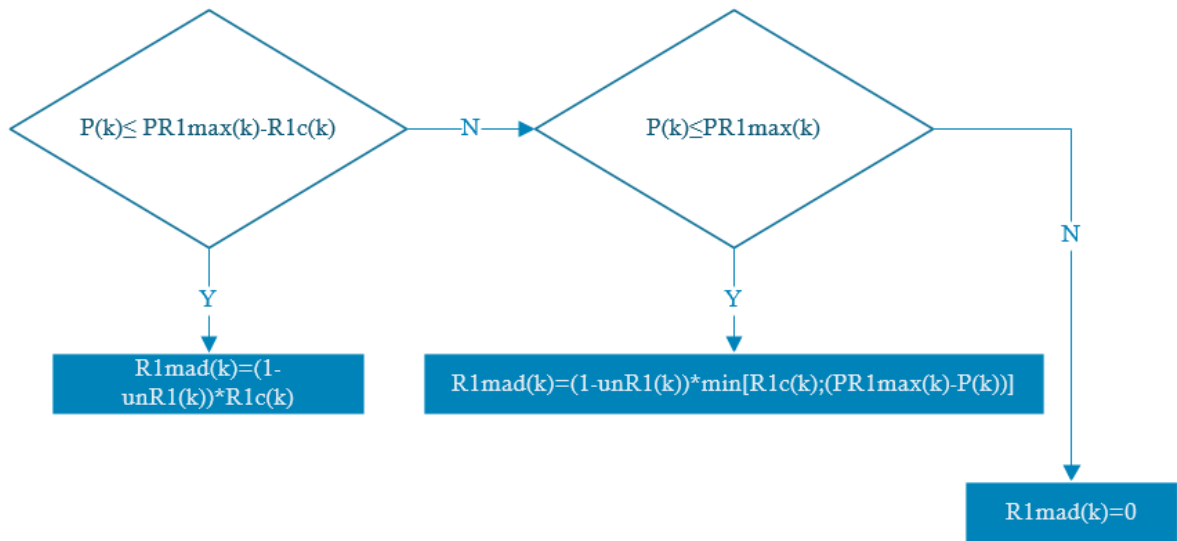 P(k)≤ PR1max(k)-R1c(k)
N
P(k)≤PR1max(k)
N
Y
Y
R1mad(k)=(1-
unR1(k))*R1c(k)
R1mad(k)=(1-unR1(k))*min[R1c(k);(PR1max(k)-P(k))]
R1mad(k)=0